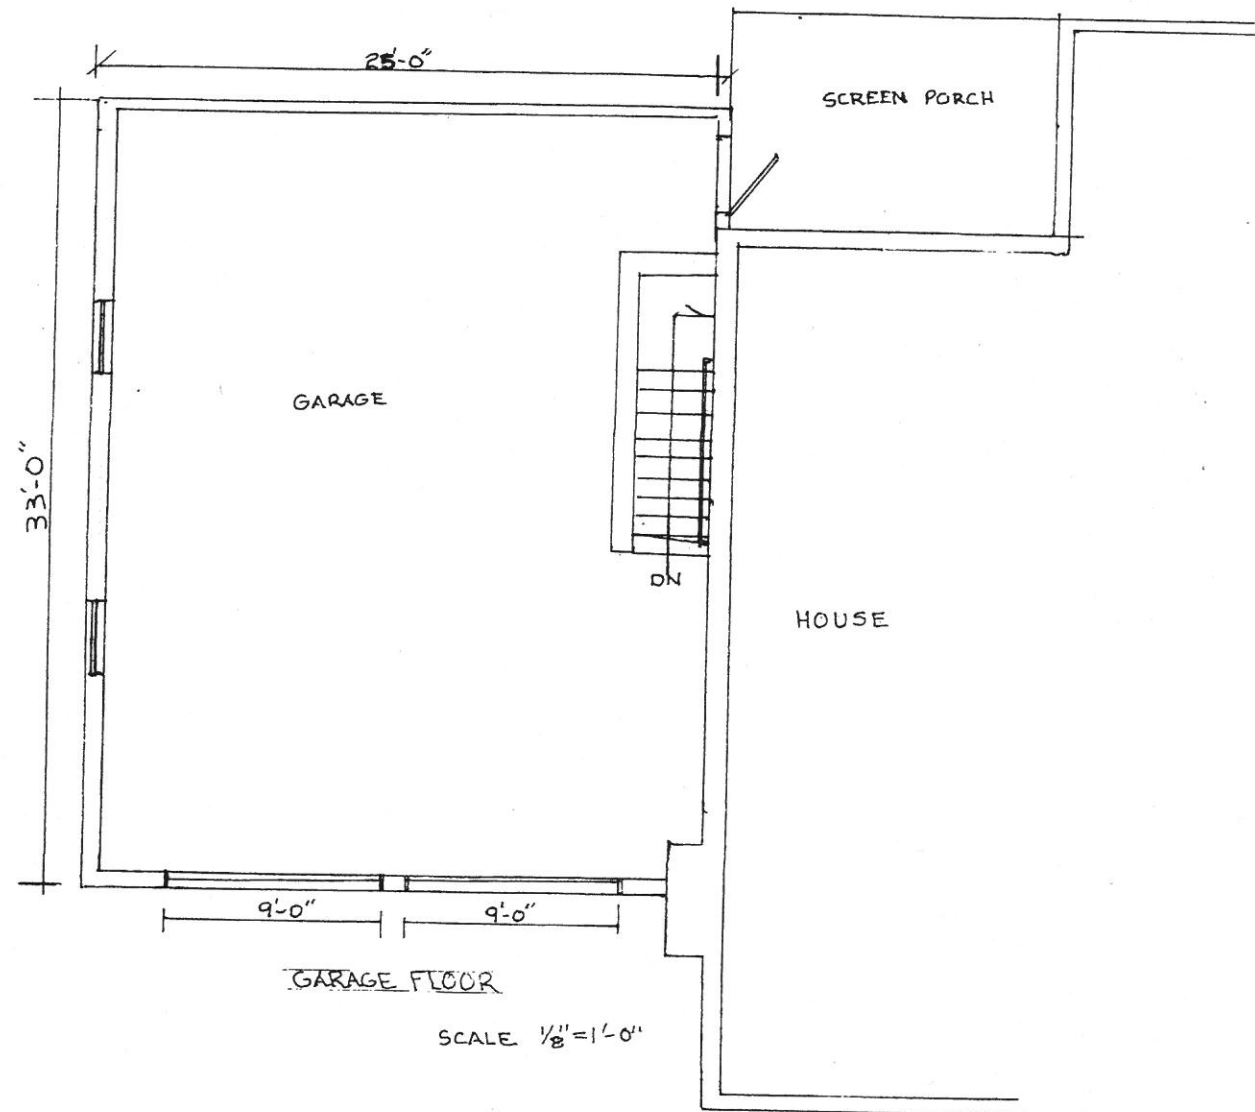 25'-0"
SCREEN PORCH
GARAGE
33'-0"
DN
HOUSE
9'-0"
9'-0"
GARAGE FLOOR
SCALE 1/8"=1'-0"